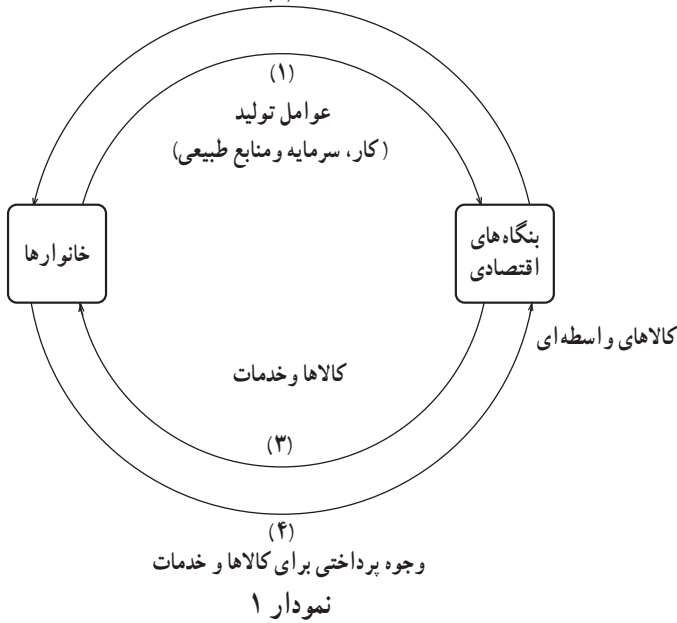 (۱)
عوامل تولید
(کار، سرمایه و منابع طبیعی)
خانوارها
بنگاه‌های
اقتصادی
کالاهای واسطه‌ای
کالاها و خدمات
(۳)
(۴)
وجوه پرداختی برای کالاها و خدمات
نمودار ۱